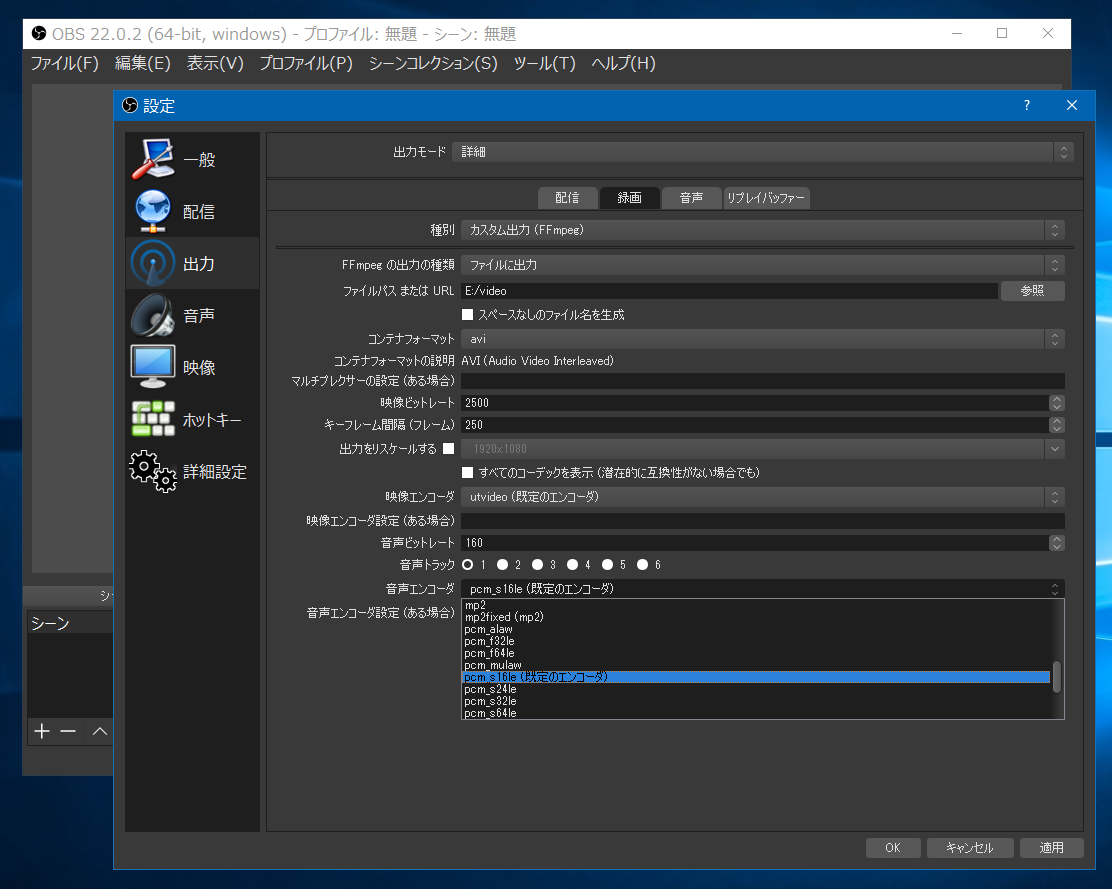 OBS 22.0.2 (64-bit, windows) - プロファイル: 無題 - シーン: 無題
ファイル(F) 編集(E) 表示(V) プロファイル(P) シーンコレクション(S) ツール(T) ヘルプ(H)
設定
一般
配信
出力
音声
映像
ホットキー
詳細設定
出力モード 詳細
配信 録画 音声 リプレイバッファー
種別 カスタム出力 (FFmpeg)
FFmpeg の出力の種類 ファイルに出力
ファイルパス または URL E:/video 参照
スペースなしのファイル名を生成
コンテナフォーマット avi
コンテナフォーマットの説明 AVI (Audio Video Interleaved)
マルチプレクサーの設定 (ある場合)
映像ビットレート 2500
キーフレーム間隔 (フレーム) 250
出力をリスケールする 1920x1080
すべてのコーデックを表示 (潜在的に互換性がない場合でも)
映像エンコーダ utvideo (既定のエンコーダ)
映像エンコーダ設定 (ある場合)
音声ビットレート 160
音声トラック 1 2 3 4 5 6
音声エンコーダ pcm_s16le (既定のエンコーダ)
音声エンコーダ設定 (ある場合)
mp2
mp2fixed (mp2)
pcm_alaw
pcm_f32le
pcm_f64le
pcm_mulaw
pcm_s16le (既定のエンコーダ)
pcm_s24le
pcm_s32le
pcm_s64le
シーン
OK キャンセル 適用